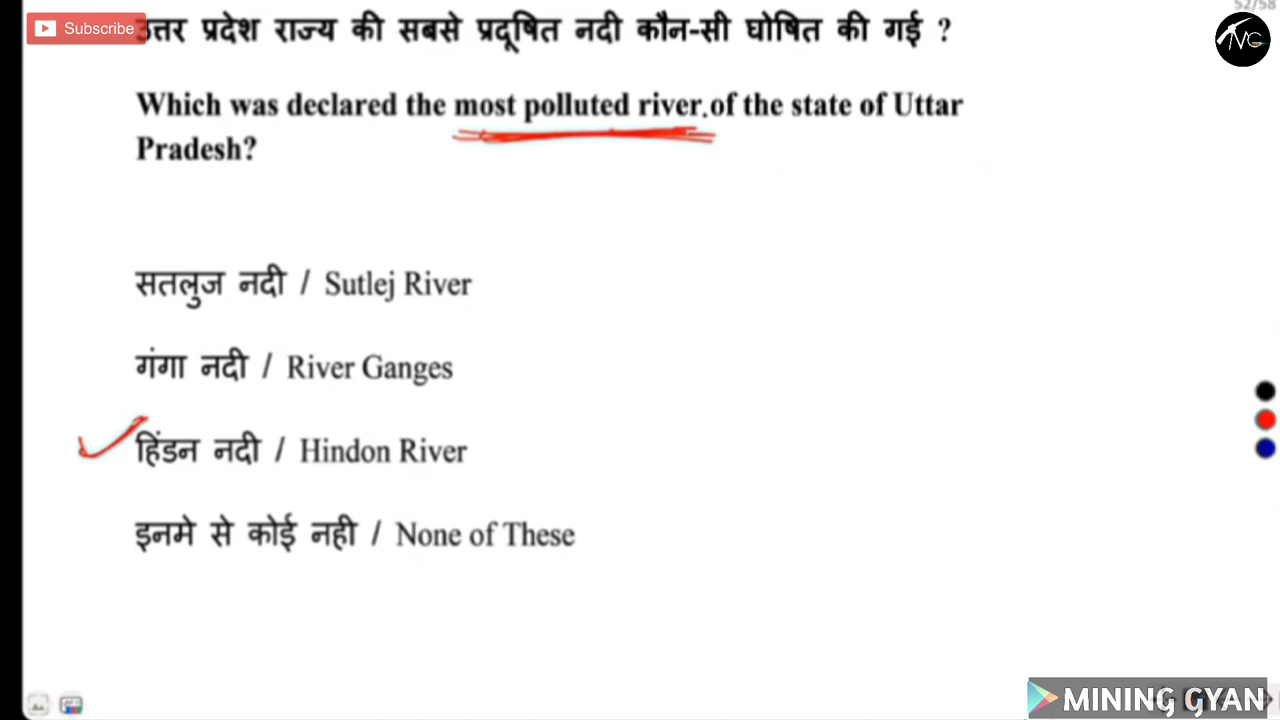 52/58
Subscribe
उत्तर प्रदेश राज्य की सबसे प्रदूषित नदी कौन-सी घोषित की गई ?
Which was declared the most polluted river.of the state of Uttar
Pradesh?
सतलुज नदी / Sutlej River
गंगा नदी / River Ganges
हिंडन नदी / Hindon River
इनमे से कोई नही / None of These
MINING GYAN